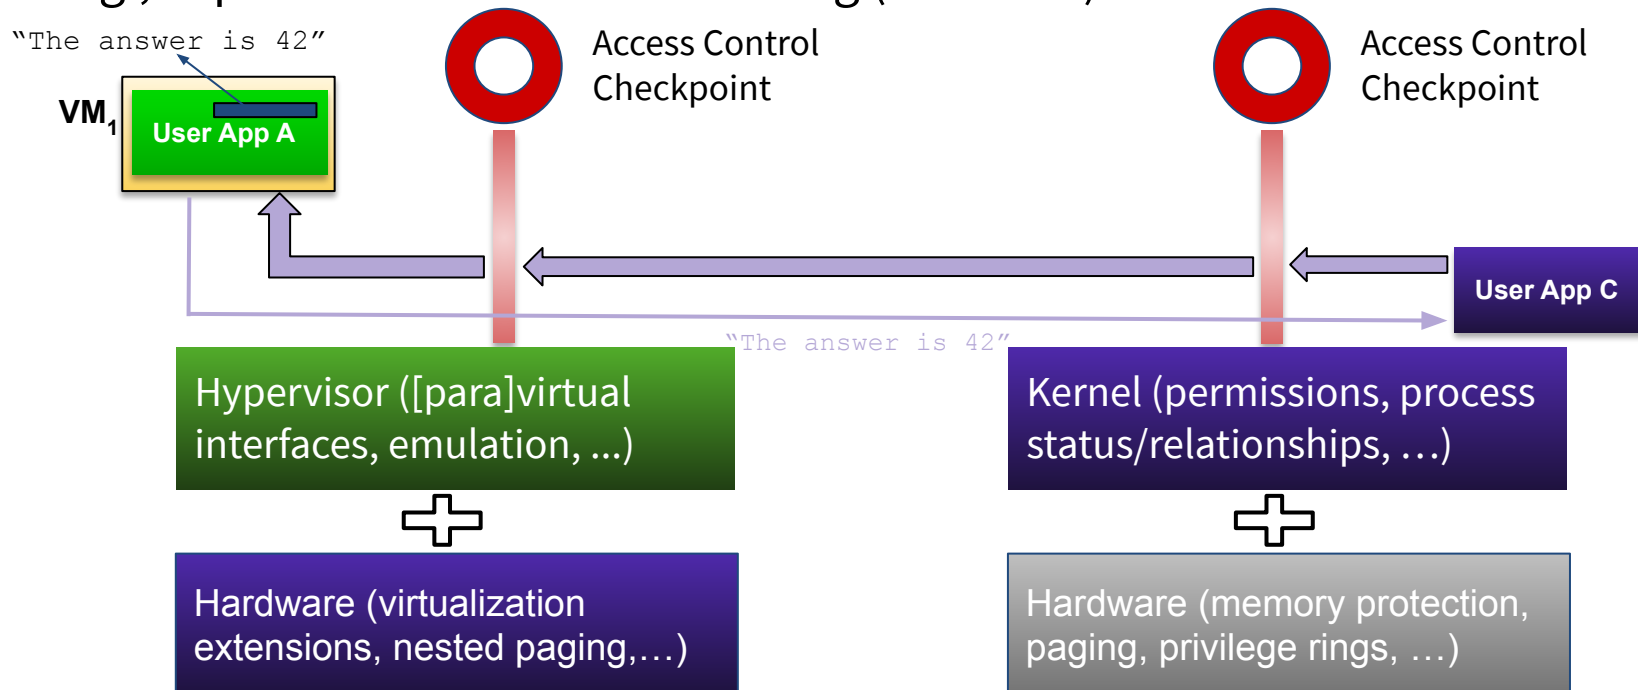 “The answer is 42”
VM1
User App A
Access Control
Checkpoint
Access Control
Checkpoint
User App C
“The answer is 42”
Hypervisor ([para]virtual
interfaces, emulation, ...)
Kernel (permissions, process
status/relationships, …)
Hardware (virtualization
extensions, nested paging,…)
Hardware (memory protection,
paging, privilege rings, …)